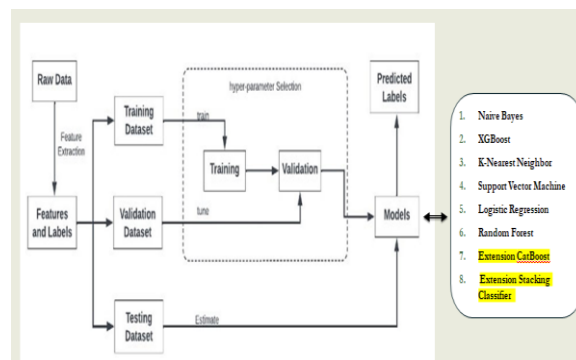 Raw Data
Feature
Extraction
Features
and Labels
Training
Dataset
train
Validation
Dataset
tune
Testing
Dataset
Estimate
hyper-parameter Selection
Training
Validation
Predicted
Labels
Models
1. Naive Bayes
2. XGBoost
3. K-Nearest Neighbor
4. Support Vector Machine
5. Logistic Regression
6. Random Forest
7. Extension CatBoost
8. Extension Stacking
Classifier